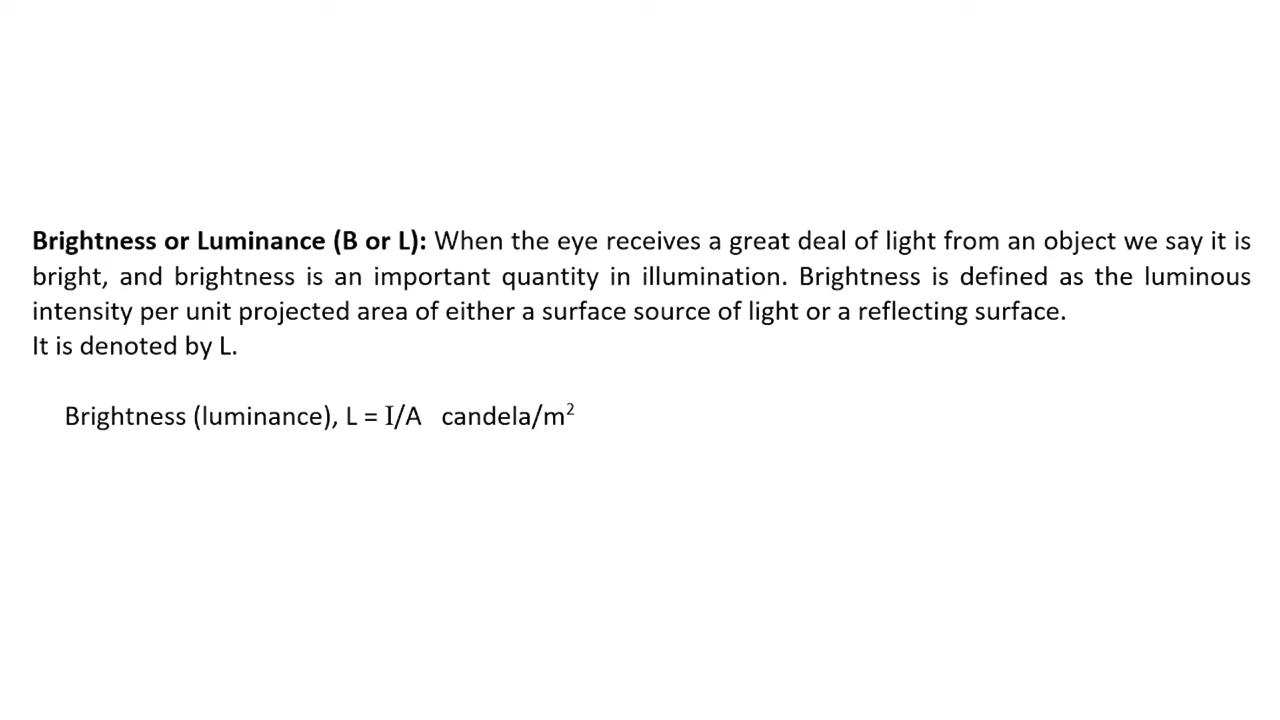 Brightness or Luminance (B or L): When the eye receives a great deal of light from an object we say it is
bright, and brightness is an important quantity in illumination. Brightness is defined as the luminous
intensity per unit projected area of either a surface source of light or a reflecting surface.
It is denoted by L.
Brightness (luminance), L = I/A candela/m²